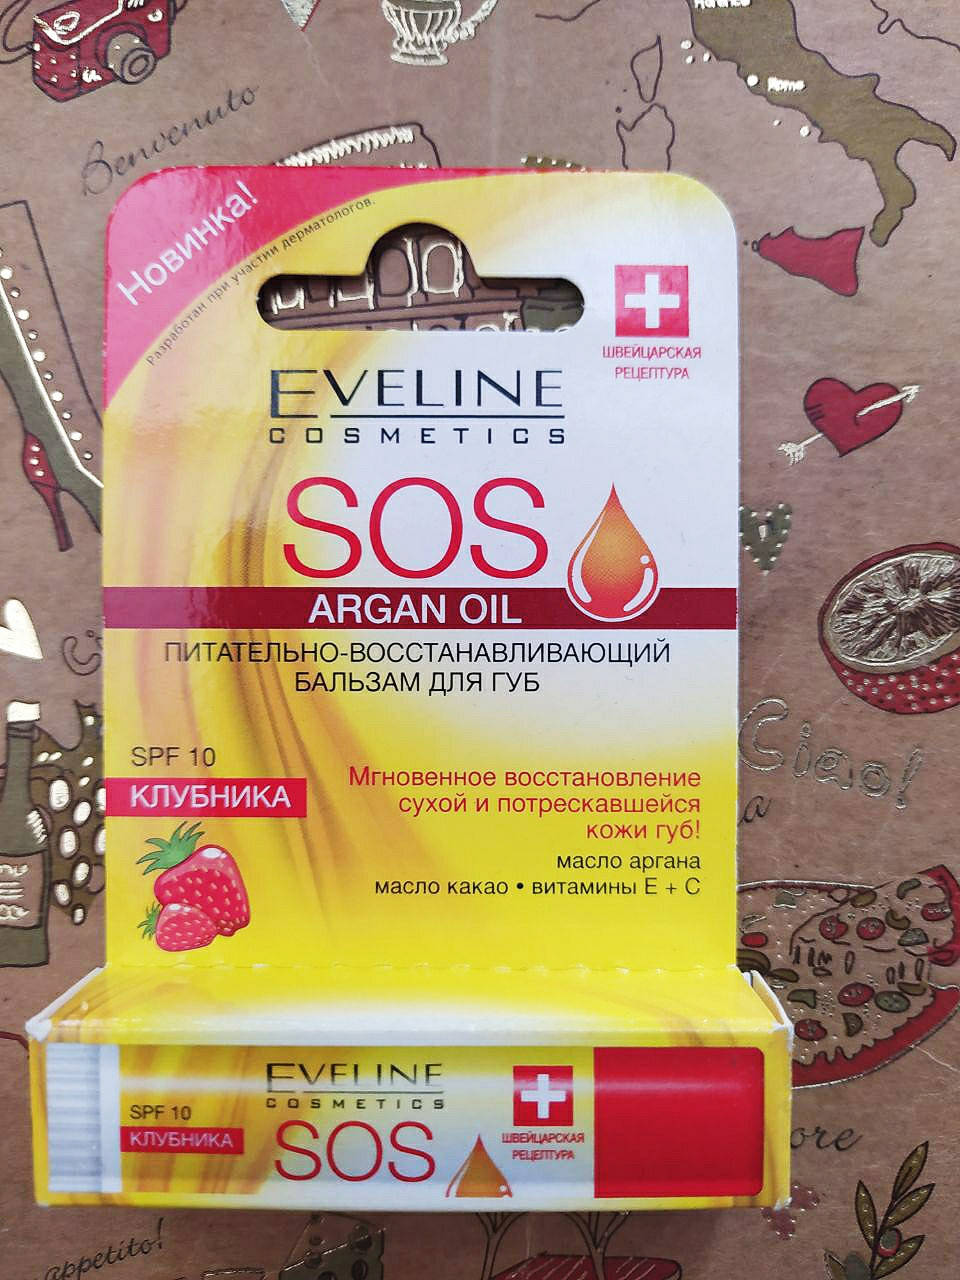 Benvenuto
Рим
Новинка!
Разработан при участии дерматологов.
ШВЕЙЦАРСКАЯ
РЕЦЕПТУРА
EVELINE
COSMETICS
SOS
ARGAN OIL
ПИТАТЕЛЬНО-ВОССТАНАВЛИВАЮЩИЙ
БАЛЬЗАМ ДЛЯ ГУБ
SPF 10
КЛУБНИКА
Мгновенное восстановление
сухой и потрескавшейся
кожи губ!
масло аргана
масло какао • витамины Е + С
Ciao!
EVELINE
COSMETICS
SPF 10
КЛУБНИКА
SOS
ШВЕЙЦАРСКАЯ
РЕЦЕПТУРА
appetito!